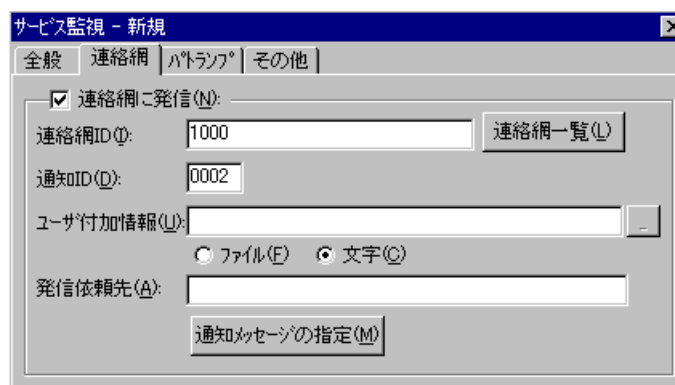 サービス監視 - 新規
全般 連絡網 パトランプ その他
連絡網に発信(N):
連絡網ID(I): 1000 連絡網一覧(L)
通知ID(D): 0002
ユーザ付加情報(U): _
ファイル(F) 文字(C)
発信依頼先(A):
通知メッセージの指定(M)